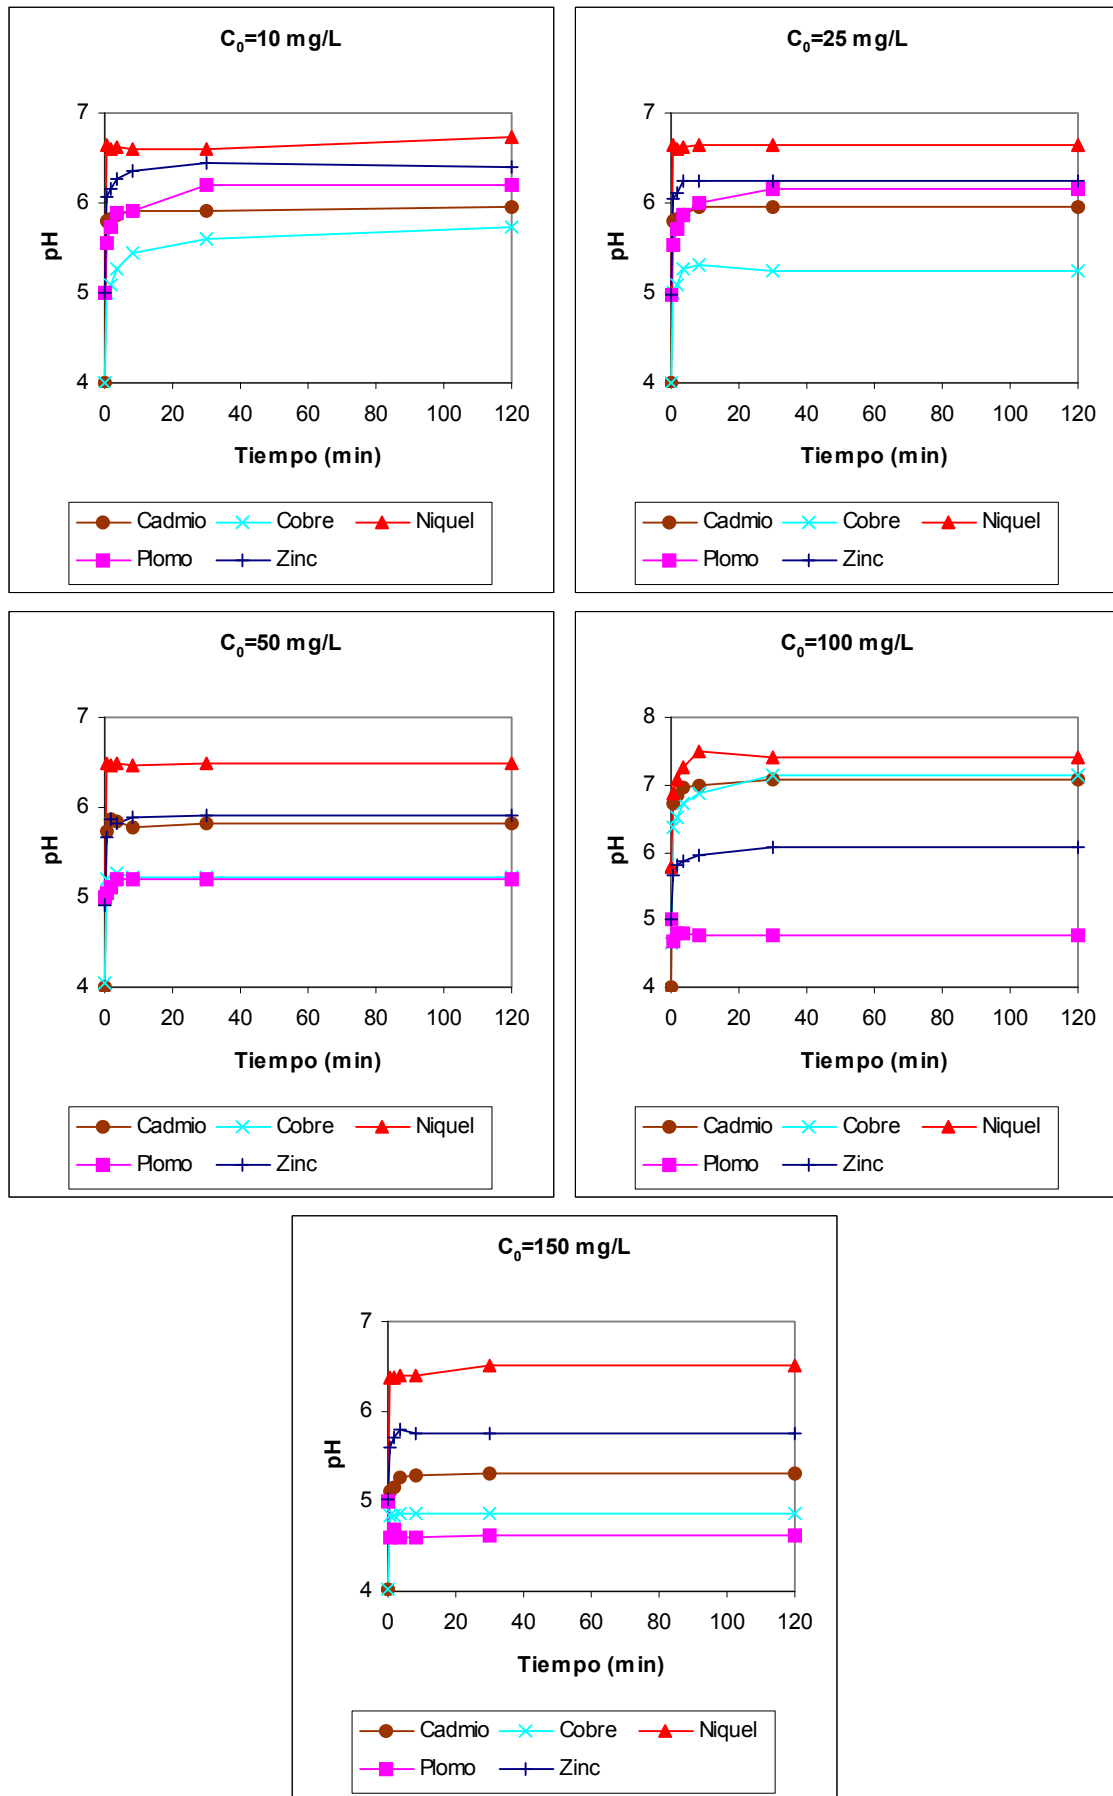 C₀=10 mg/L
7
6
5
4
pH
0 20 40 60 80 100 120
Tiempo (min)
Cadmio Cobre Niquel
Plomo Zinc
C₀=25 mg/L
7
6
5
4
pH
0 20 40 60 80 100 120
Tiempo (min)
Cadmio Cobre Niquel
Plomo Zinc
C₀=50 mg/L
7
6
5
4
pH
0 20 40 60 80 100 120
Tiempo (min)
Cadmio Cobre Niquel
Plomo Zinc
C₀=100 mg/L
8
7
6
5
4
pH
0 20 40 60 80 100 120
Tiempo (min)
Cadmio Cobre Niquel
Plomo Zinc
C₀=150 mg/L
7
6
5
4
pH
0 20 40 60 80 100 120
Tiempo (min)
Cadmio Cobre Niquel
Plomo Zinc